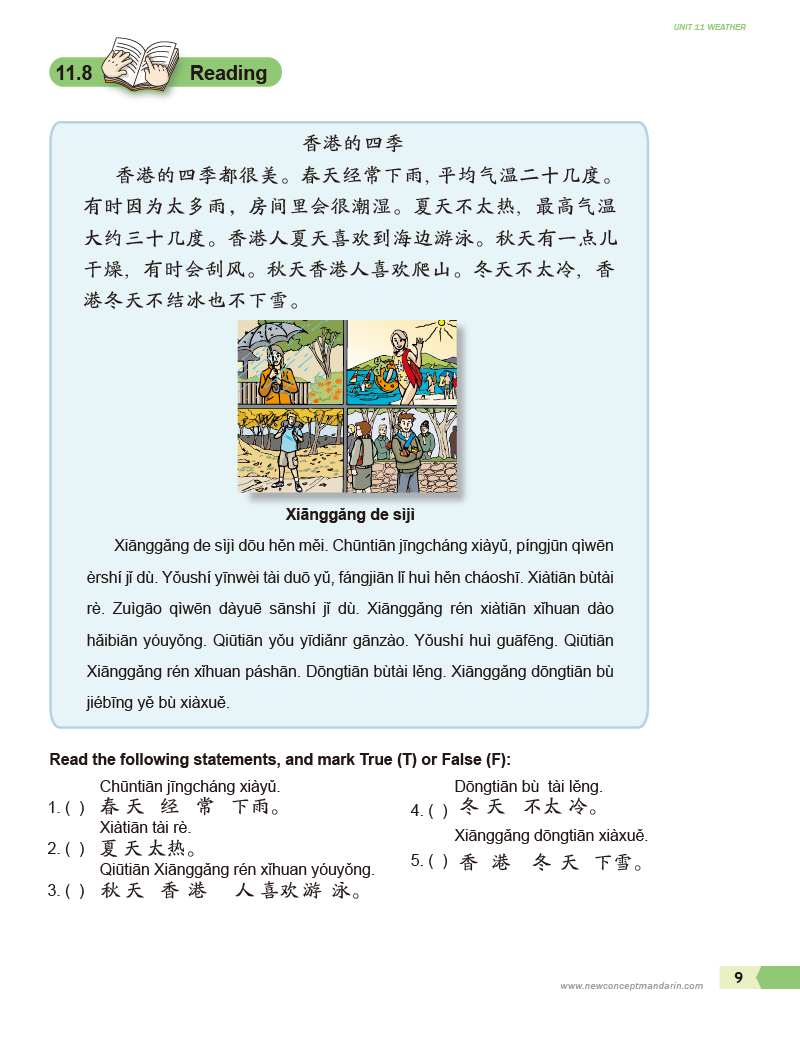 UNIT 11 WEATHER
11.8 Reading
香港的四季
香港的四季都很美。春天经常下雨, 平均气温二十几度。
有时因为太多雨，房间里会很潮湿。夏天不太热, 最高气温
大约三十几度。香港人夏天喜欢到海边游泳。秋天有一点儿
干燥, 有时会刮风。秋天香港人喜欢爬山。冬天不太冷, 香
港冬天不结冰也不下雪。
Xiānggǎng de sìjì
Xiānggǎng de sìjì dōu hěn měi. Chūntiān jīngcháng xiàyǔ, píngjūn qìwēn
èrshí jǐ dù. Yǒushí yīnwèi tài duō yǔ, fángjiān lǐ huì hěn cháoshī. Xiàtiān bùtài
rè. Zuìgāo qìwēn dàyuē sānshí jǐ dù. Xiānggǎng rén xiàtiān xǐhuan dào
hǎibiān yóuyǒng. Qiūtiān yǒu yīdiǎnr gānzào. Yǒushí huì guāfēng. Qiūtiān
Xiānggǎng rén xǐhuan páshān. Dōngtiān bùtài lěng. Xiānggǎng dōngtiān bù
jiébīng yě bù xiàxuě.
Read the following statements, and mark True (T) or False (F):
Chūntiān jīngcháng xiàyǔ.
1. ( ) 春天 经 常 下雨。
Xiàtiān tài rè.
2. ( ) 夏天太热。
Qiūtiān Xiānggǎng rén xǐhuan yóuyǒng.
3. ( ) 秋天 香港 人喜欢游 泳。
Dōngtiān bù tài lěng.
4. ( ) 冬天 不太冷。
Xiānggǎng dōngtiān xiàxuě.
5. ( ) 香 港 冬天 下雪。
www.newconceptmandarin.com
9